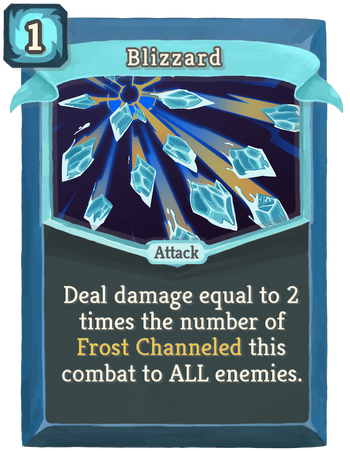 1
Blizzard
Attack
Deal damage equal to 2
times the number of
Frost Channeled this
combat to ALL enemies.